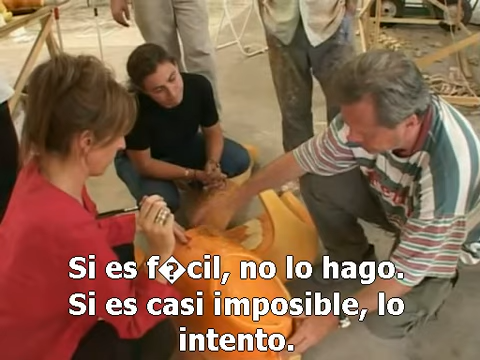 Si es f�cil, no lo hago.
Si es casi imposible, lo
intento.